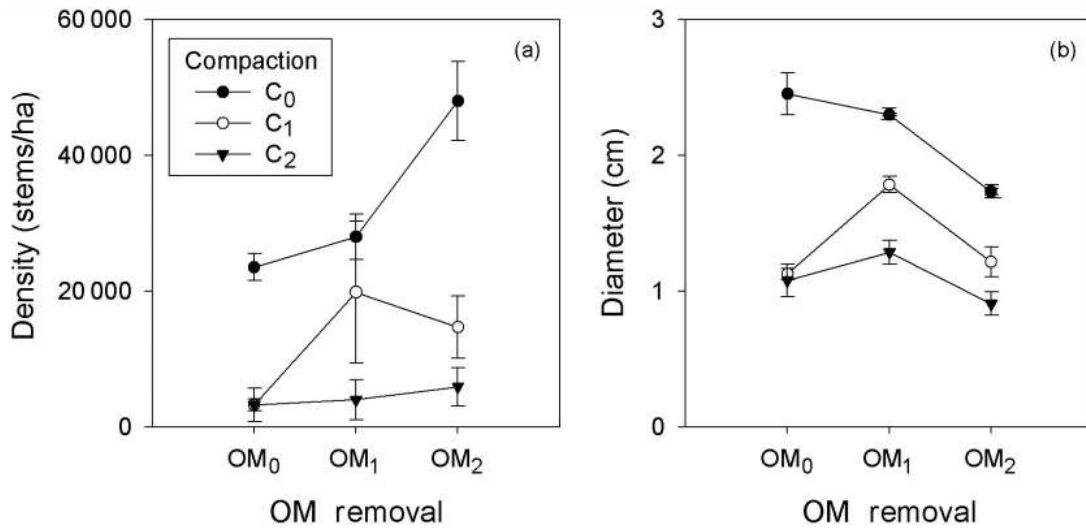 60 000
40 000
20 000
0
Density (stems/ha)
Compaction
C0
C1
C2
(a)
OM0 OM1 OM2
OM removal
3
2
1
0
Diameter (cm)
(b)
OM0 OM1 OM2
OM removal